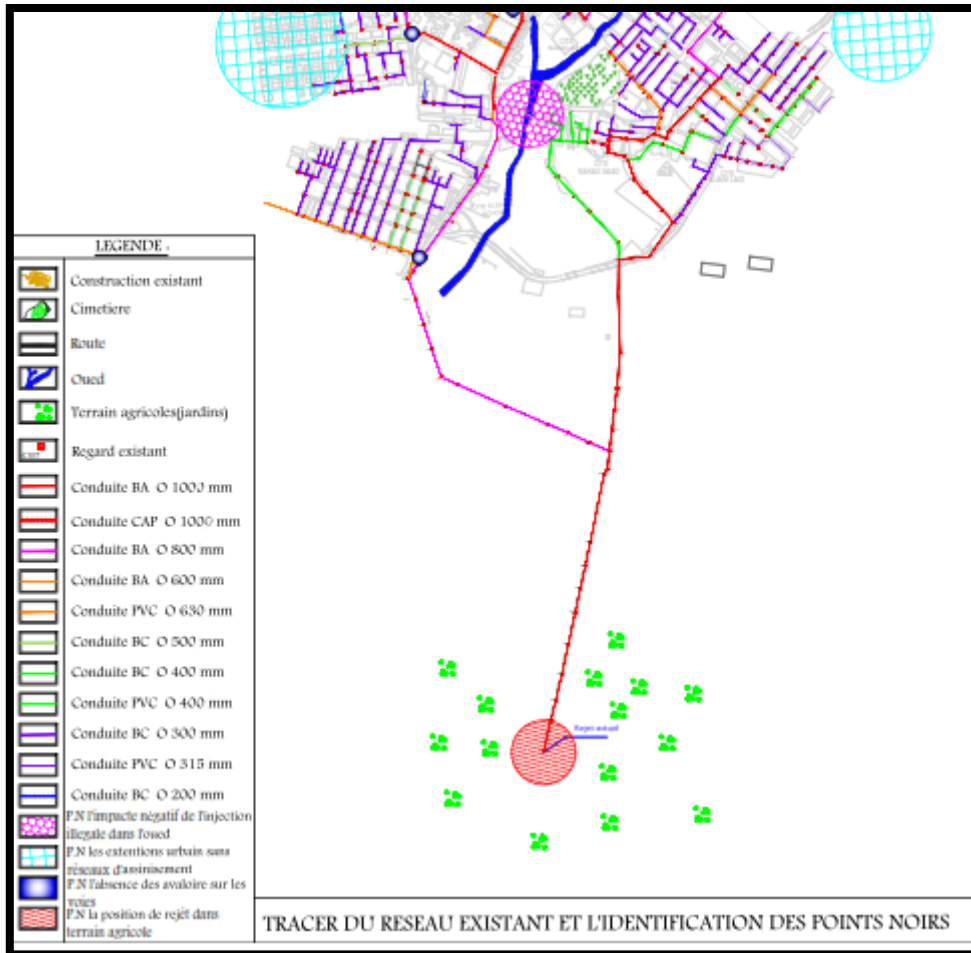 LEGENDE :
Construction existant
Cimetiere
Route
Oued
Terrain agricoles(jardins)
Regard existant
Conduite BA O 1000 mm
Conduite CAP O 1000 mm
Conduite BA O 800 mm
Conduite BA O 600 mm
Conduite PVC O 630 mm
Conduite BC O 500 mm
Conduite BC O 400 mm
Conduite PVC O 400 mm
Conduite BC O 300 mm
Conduite PVC O 315 mm
Conduite BC O 200 mm
P.N l'impacte négatif de l'injection
illegale dans l'oued
P.N les extentions urbain sans
réseaux d'assinisement
P.N l'absence des avaloire sur les
voies
P.N la position de rejét dans
terrain agricole
Rejet actuel
TRACER DU RESEAU EXISTANT ET L'IDENTIFICATION DES POINTS NOIRS